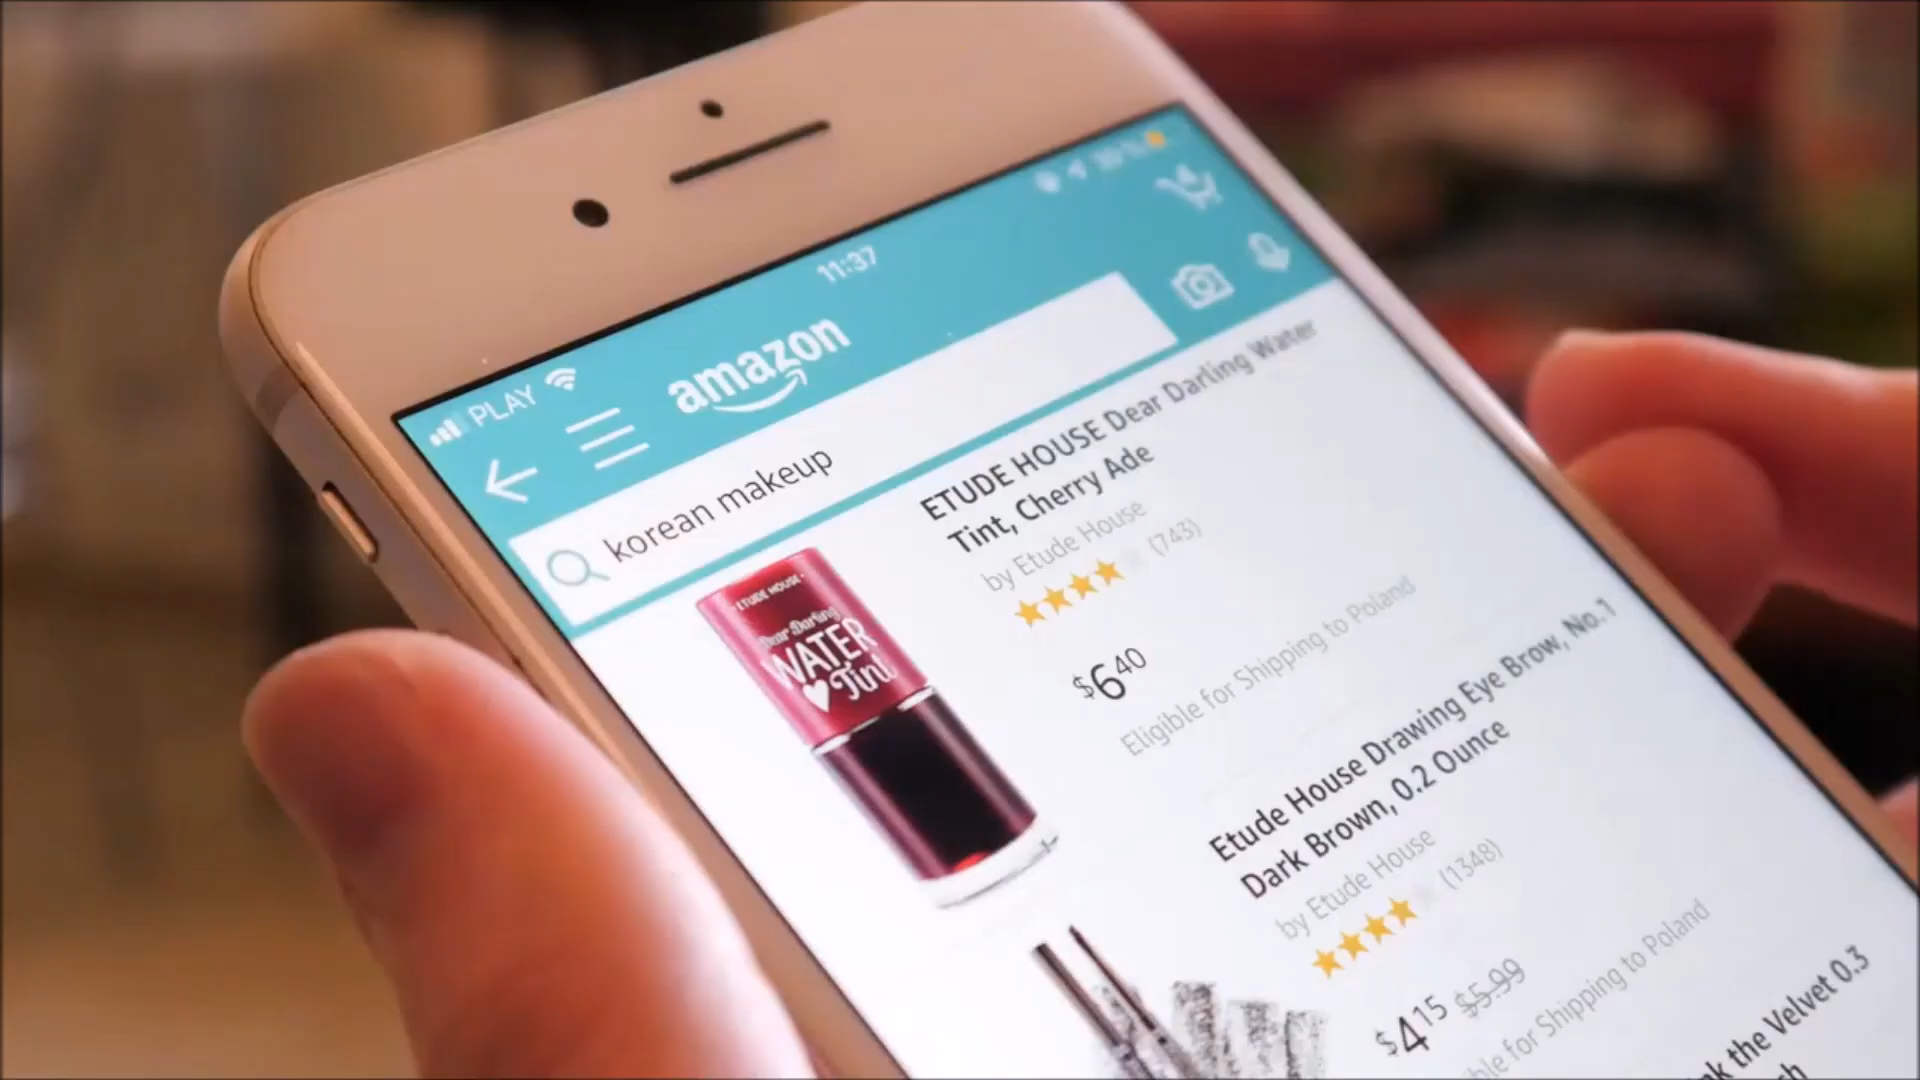 PLAY
11:37
amazon
korean makeup
ETUDE HOUSE Dear Darling Water
Tint, Cherry Ade
by Etude House
(743)
$6 40
Eligible for Shipping to Poland
ETUDE HOUSE
Dear Darling
WATER
Tint
Etude House Drawing Eye Brow, No.1
Dark Brown, 0.2 Ounce
by Etude House
(1348)
$4 15 $5.99
for Shipping to Poland
the Velvet 0.3